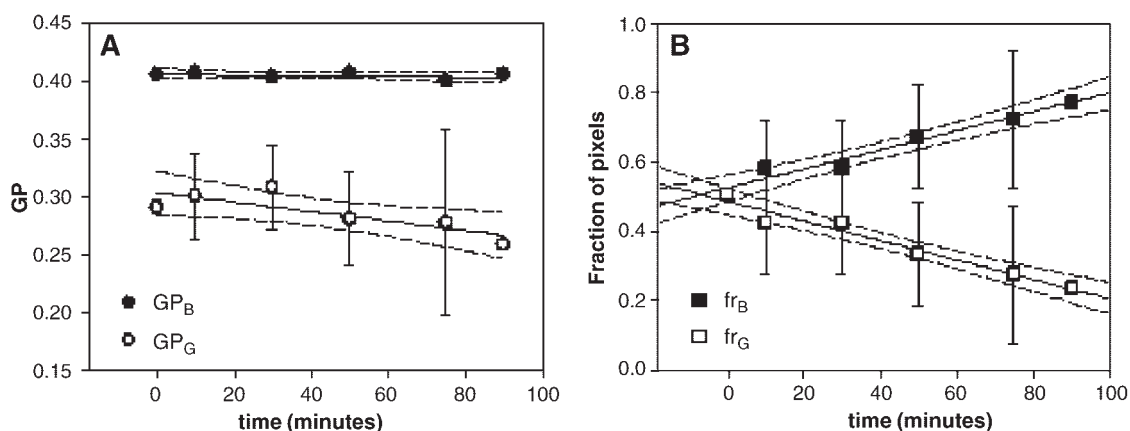 A
GP
0.45
0.40
0.35
0.30
0.25
0.20
0.15
GP_B
GP_G
0 20 40 60 80 100
time (minutes)
B
Fraction of pixels
1.0
0.8
0.6
0.4
0.2
0.0
fr_B
fr_G
0 20 40 60 80 100
time (minutes)